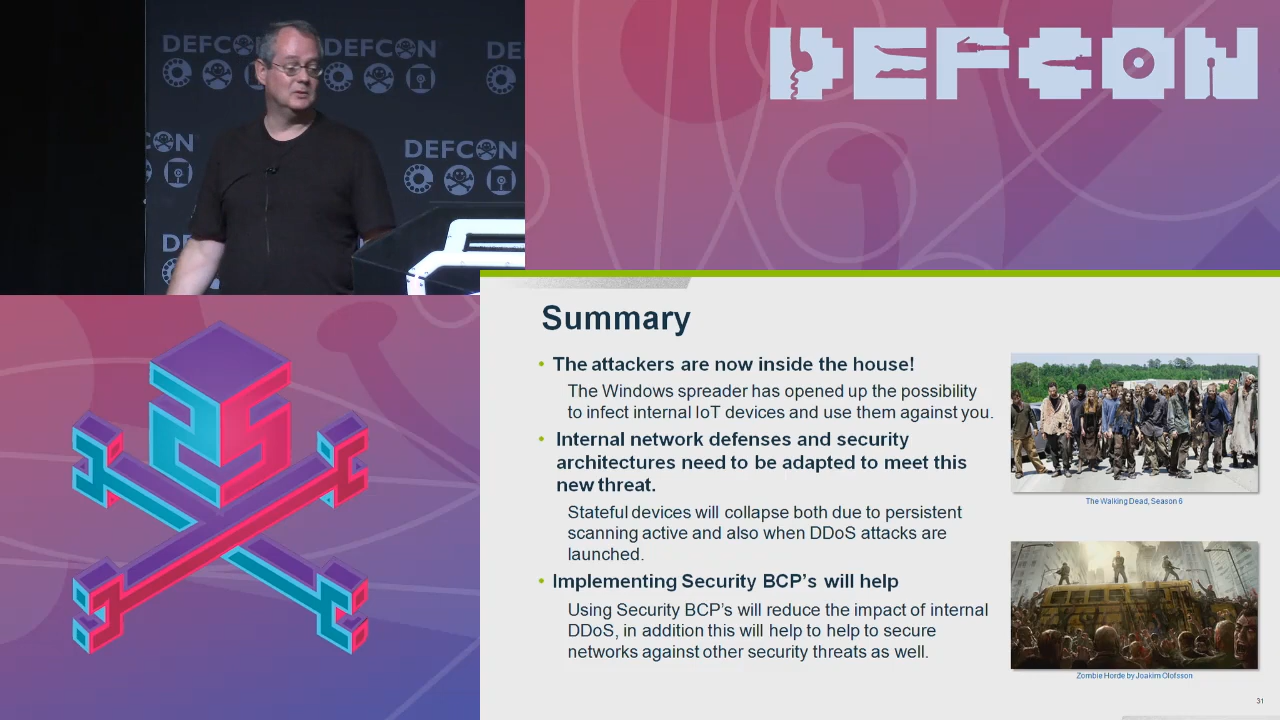 DEFCON
DEFCON
DEF
CON
DEFCON
DE
DEFCON
Summary
• The attackers are now inside the house!
The Windows spreader has opened up the possibility
to infect internal IoT devices and use them against you.
• Internal network defenses and security
architectures need to be adapted to meet this
new threat.
Stateful devices will collapse both due to persistent
scanning active and also when DDoS attacks are
launched.
• Implementing Security BCP's will help
Using Security BCP's will reduce the impact of internal
DDoS, in addition this will help to help to secure
networks against other security threats as well.
The Walking Dead, Season 6
Zombie Horde by Joakim Olofsson
31